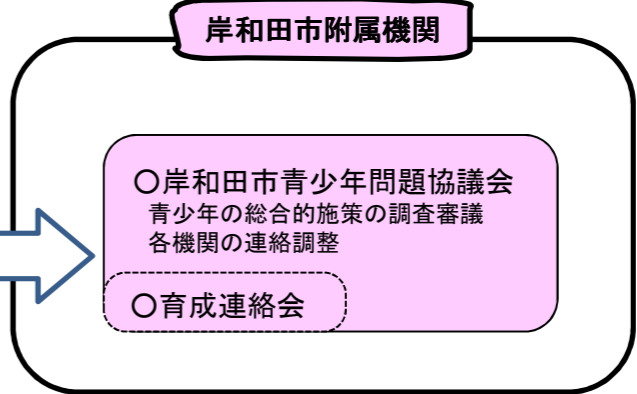 岸和田市附属機関
〇岸和田市青少年問題協議会
青少年の総合的施策の調査審議
各機関の連絡調整
〇育成連絡会